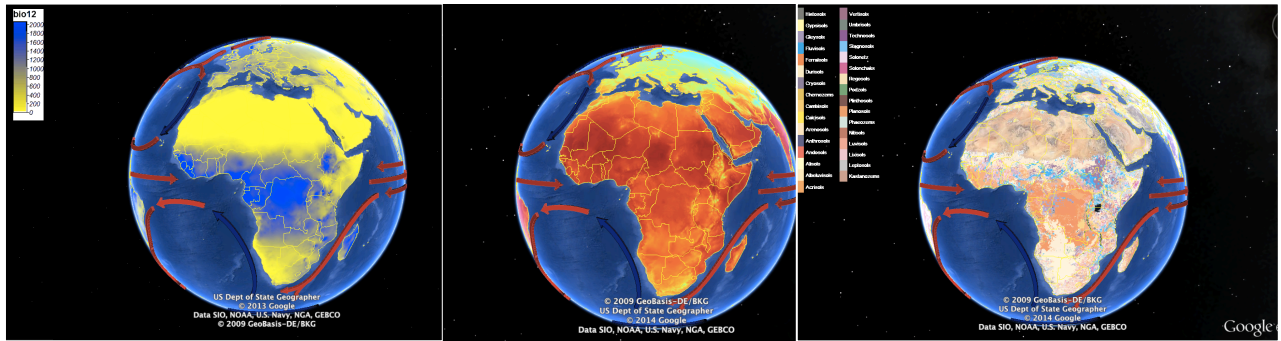 bio12
2000
1800
1600
1400
1200
1000
800
600
400
200
0
US Dept of State Geographer
© 2013 Google
Data SIO, NOAA, U.S. Navy, NGA, GEBCO
© 2009 GeoBasis-DE/BKG
© 2009 GeoBasis-DE/BKG
US Dept of State Geographer
© 2014 Google
Data SIO, NOAA, U.S. Navy, NGA, GEBCO
Histosols
Gypsisols
Gleysols
Fluvisols
Ferralsols
Durisols
Cryosols
Chernozems
Cambisols
Calcisols
Arenosols
Anthrosols
Andosols
Alisols
Albeluvisols
Acrisols
Vertisols
Umbrisols
Technosols
Stagnosols
Solonetz
Solonchaks
Regosols
Podzols
Plinthosols
Planosols
Phaeozems
Nitisols
Luvisols
Lixisols
Leptosols
Kastanozems
© 2009 GeoBasis-DE/BKG
US Dept of State Geographer
© 2014 Google
Data SIO, NOAA, U.S. Navy, NGA, GEBCO
Google